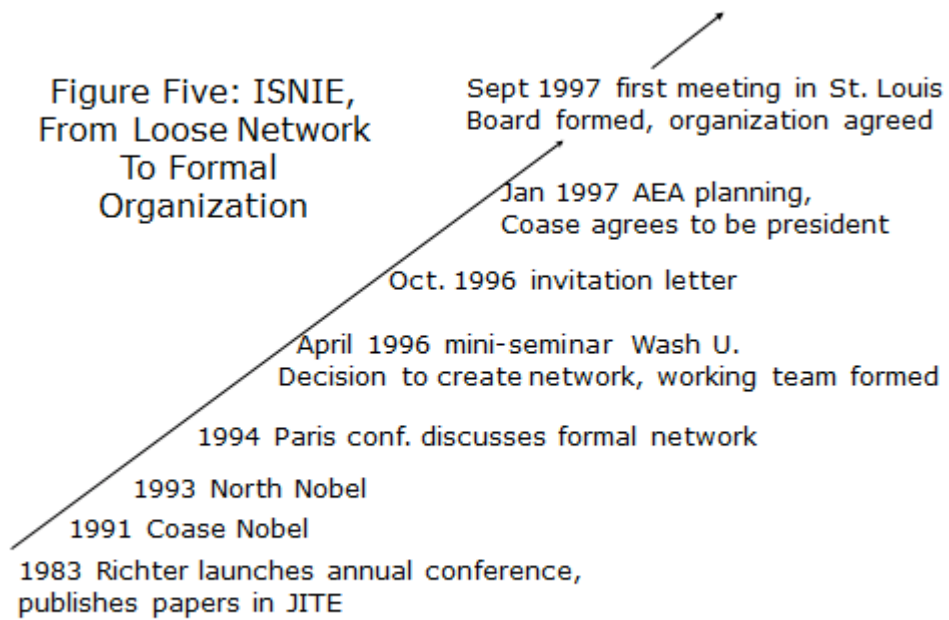 Figure Five: ISNIE,
From Loose Network
To Formal
Organization
Sept 1997 first meeting in St. Louis
Board formed, organization agreed
Jan 1997 AEA planning,
Coase agrees to be president
Oct. 1996 invitation letter
April 1996 mini-seminar Wash U.
Decision to create network, working team formed
1994 Paris conf. discusses formal network
1993 North Nobel
1991 Coase Nobel
1983 Richter launches annual conference,
publishes papers in JITE